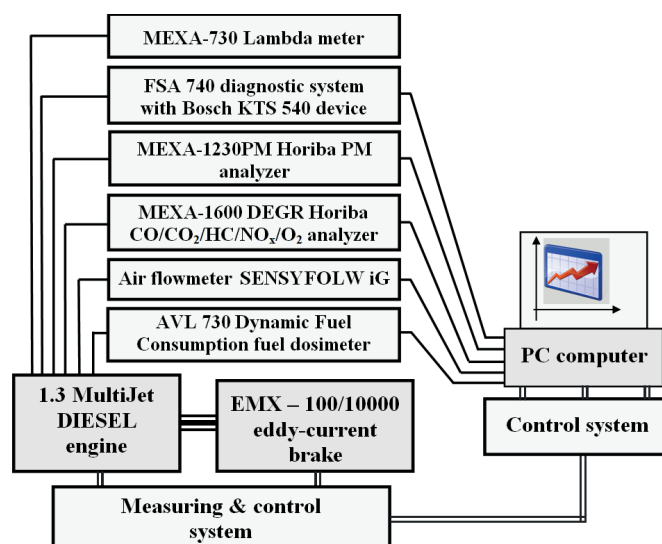 MEXA-730 Lambda meter
FSA 740 diagnostic system
with Bosch KTS 540 device
MEXA-1230PM Horiba PM
analyzer
MEXA-1600 DEGR Horiba
CO/CO₂/HC/NOₓ/O₂ analyzer
Air flowmeter SENSYFOLW iG
AVL 730 Dynamic Fuel
Consumption fuel dosimeter
PC computer
1.3 MultiJet
DIESEL
engine
EMX – 100/10000
eddy-current
brake
Control system
Measuring & control
system